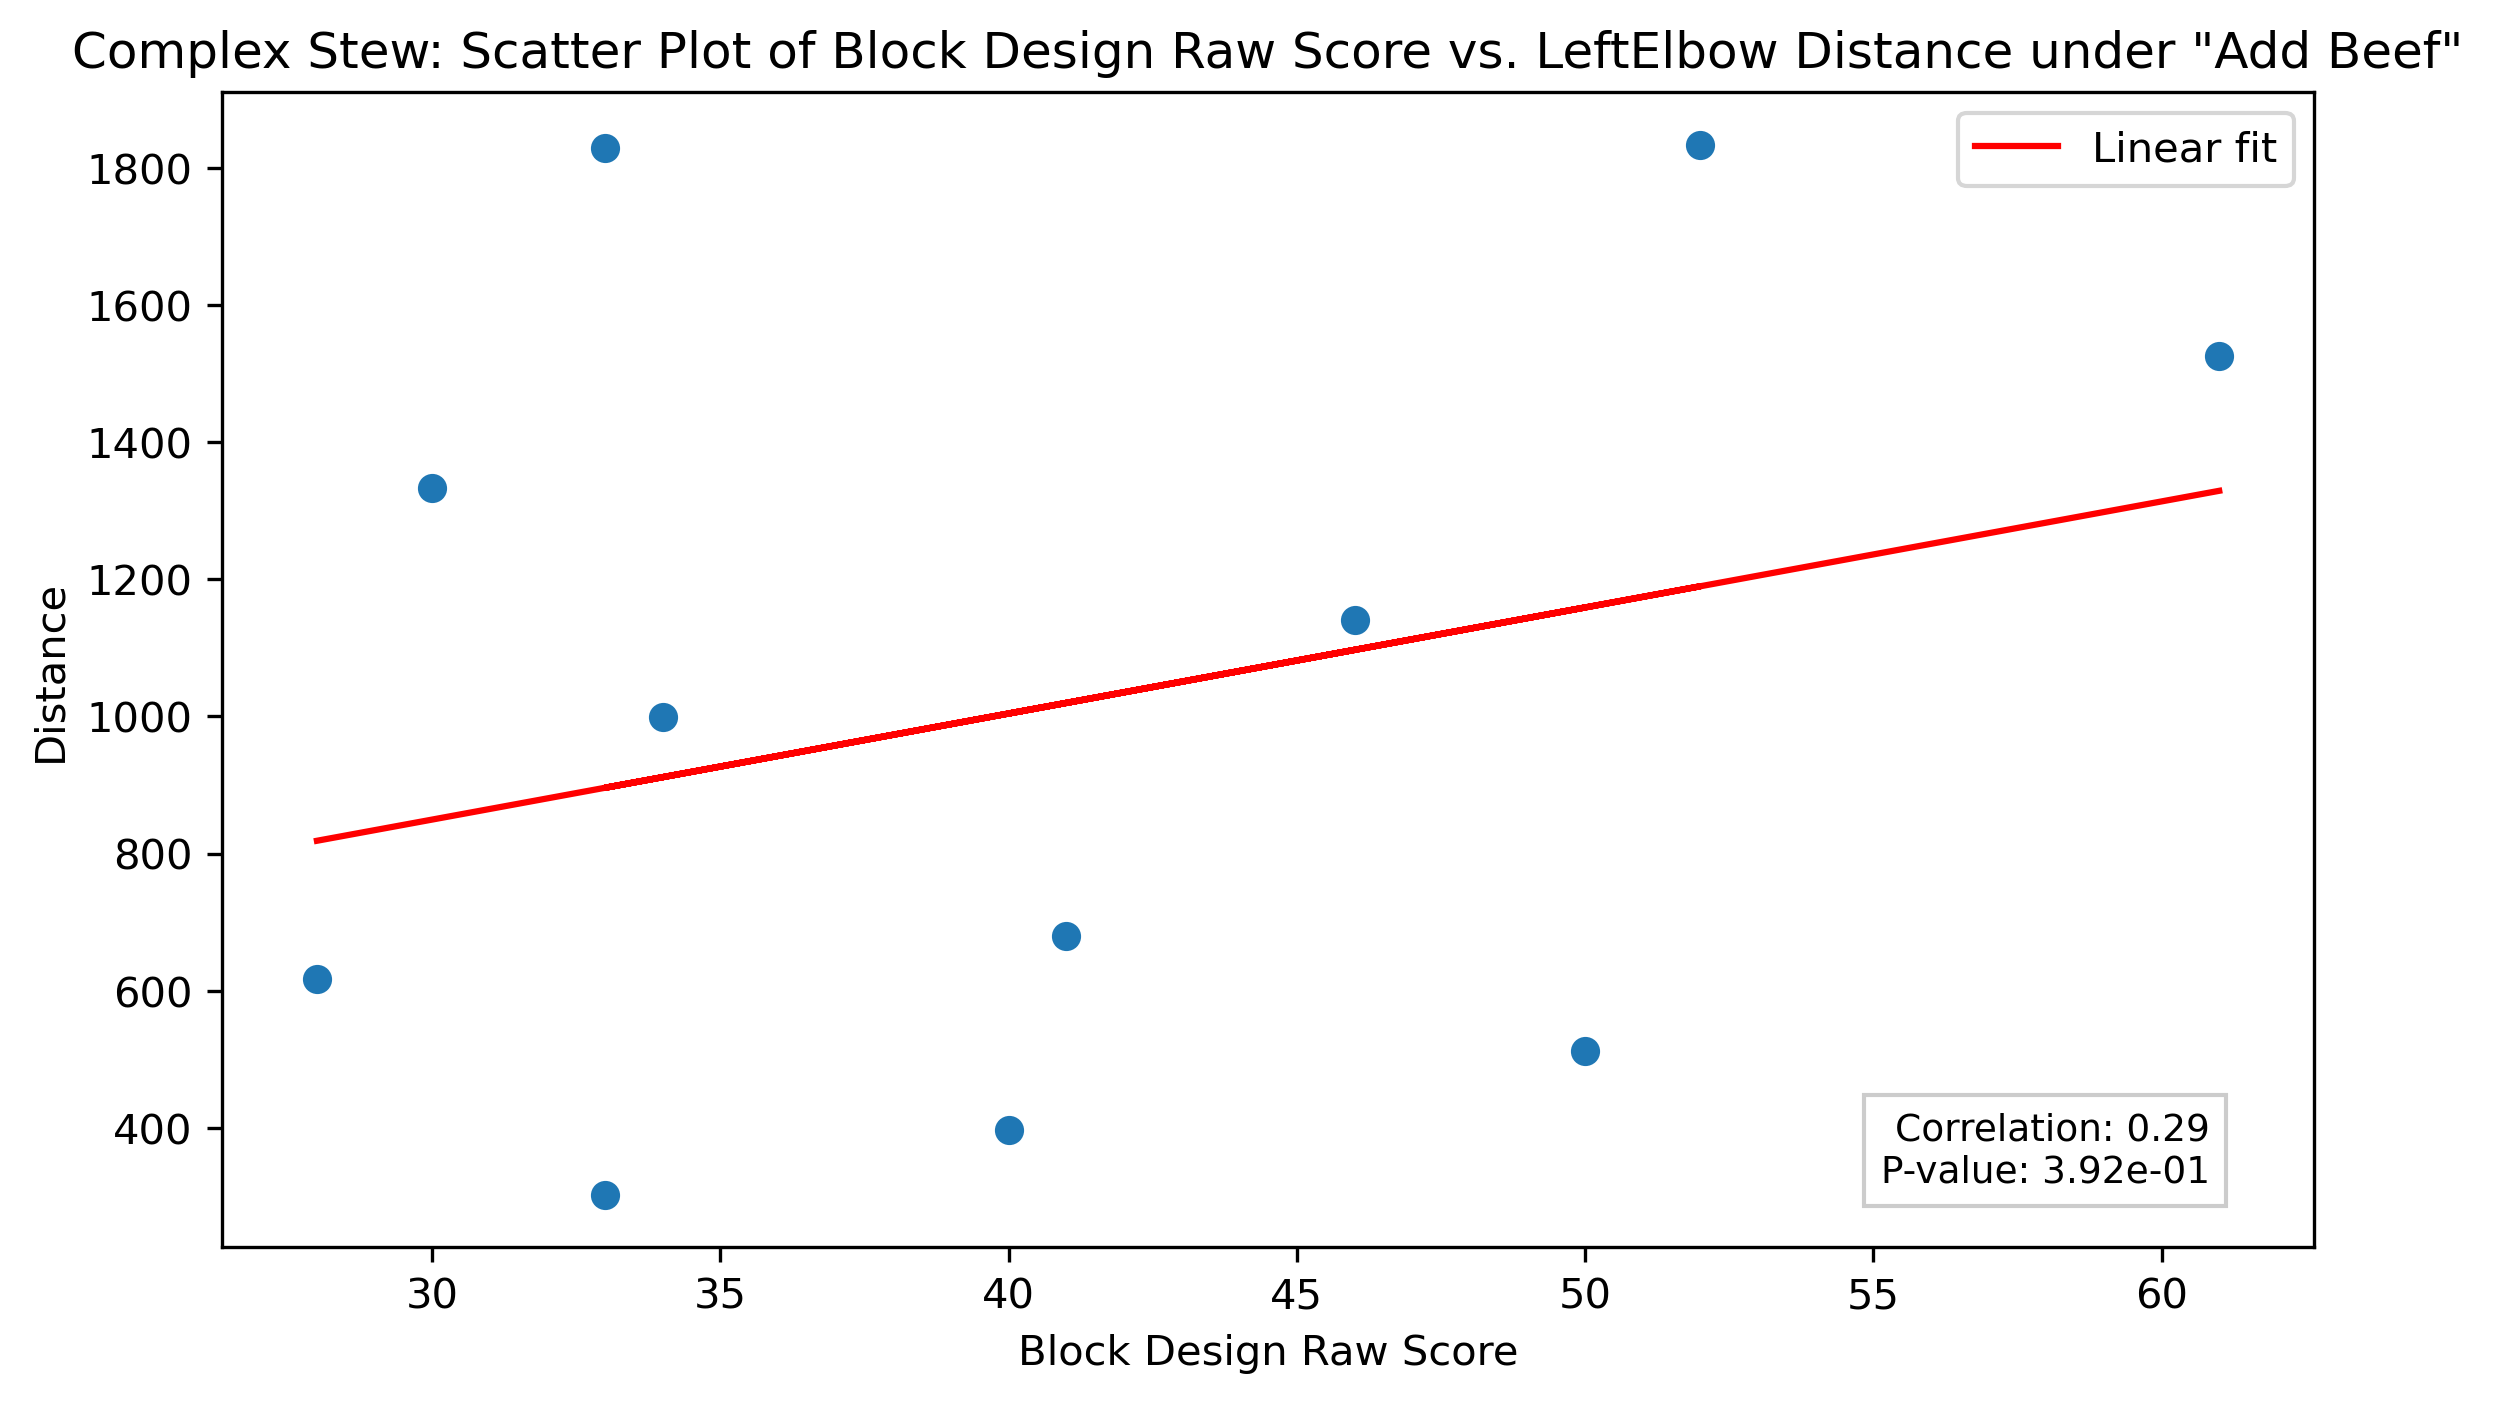 Complex Stew: Scatter Plot of Block Design Raw Score vs. LeftElbow Distance under "Add Beef"
Linear fit
1800
1600
1400
1200
1000
800
600
400
Distance
Correlation: 0.29
P-value: 3.92e-01
30 35 40 45 50 55 60
Block Design Raw Score